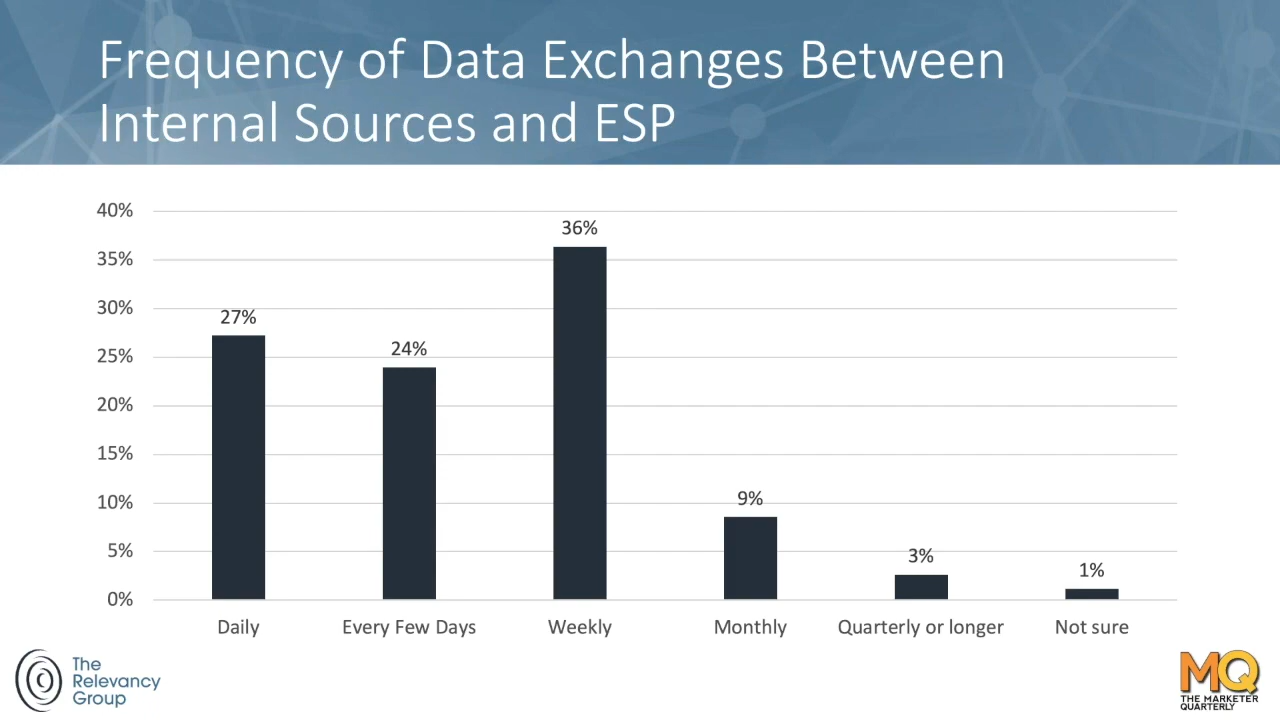 Frequency of Data Exchanges Between
Internal Sources and ESP
40%
35%
30%
25%
20%
15%
10%
5%
0%
27%
24%
36%
9%
3%
1%
Daily
Every Few Days
Weekly
Monthly
Quarterly or longer
Not sure
The
Relevancy
Group
MQ
THE MARKETER
QUARTERLY